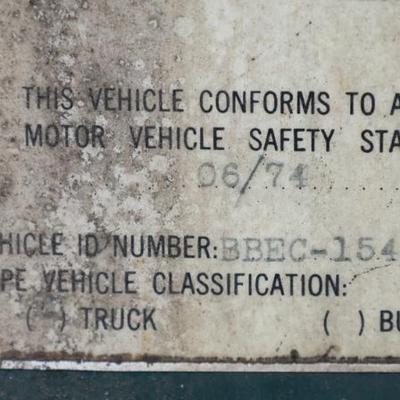 THIS VEHICLE CONFORMS TO A
MOTOR VEHICLE SAFETY STA
06/74
HICLE ID NUMBER: BBEC-154
PE VEHICLE CLASSIFICATION:
( ) TRUCK ( ) BU